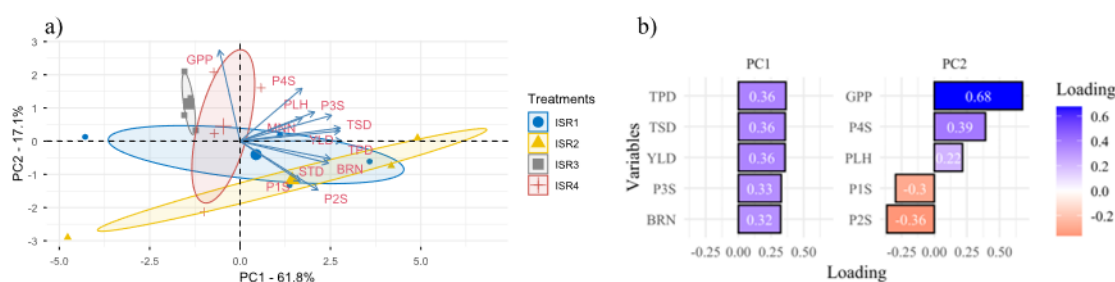 a)
3
2
1
0
-1
-2
-3
PC2 - 17.1%
-5.0
-2.5
0.0
2.5
5.0
PC1 - 61.8%
GPP
P4S
PLH
P3S
MNN
TSD
YLD
TPD
STD
BRN
P1S
P2S
Treatments
ISR1
ISR2
ISR3
ISR4
b)
PC1
PC2
Variables
TPD
0.36
TSD
0.36
YLD
0.36
P3S
0.33
BRN
0.32
GPP
0.68
P4S
0.39
PLH
0.22
P1S
-0.3
P2S
-0.36
-0.25 0.00 0.25 0.50
-0.25 0.00 0.25 0.50
Loading
Loading
0.6
0.4
0.2
0.0
-0.2